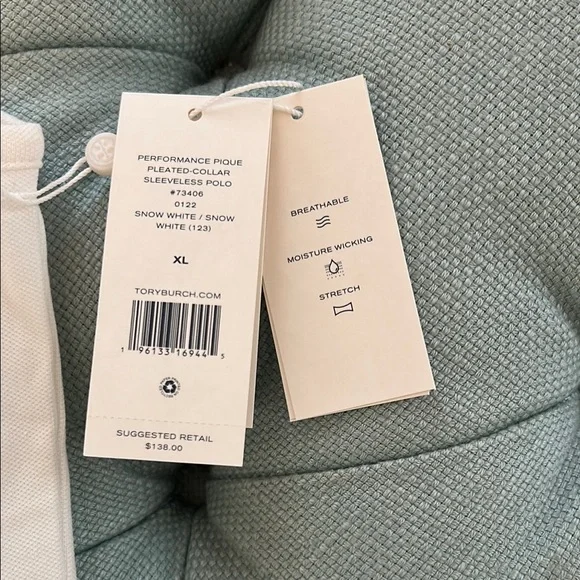 PERFORMANCE PIQUE
PLEATED-COLLAR
SLEEVELESS POLO
#73406
0122
SNOW WHITE / SNOW
WHITE (123)
XL
TORYBURCH.COM
1 96133 16944 5
SUGGESTED RETAIL
$138.00
BREATHABLE
MOISTURE WICKING
STRETCH